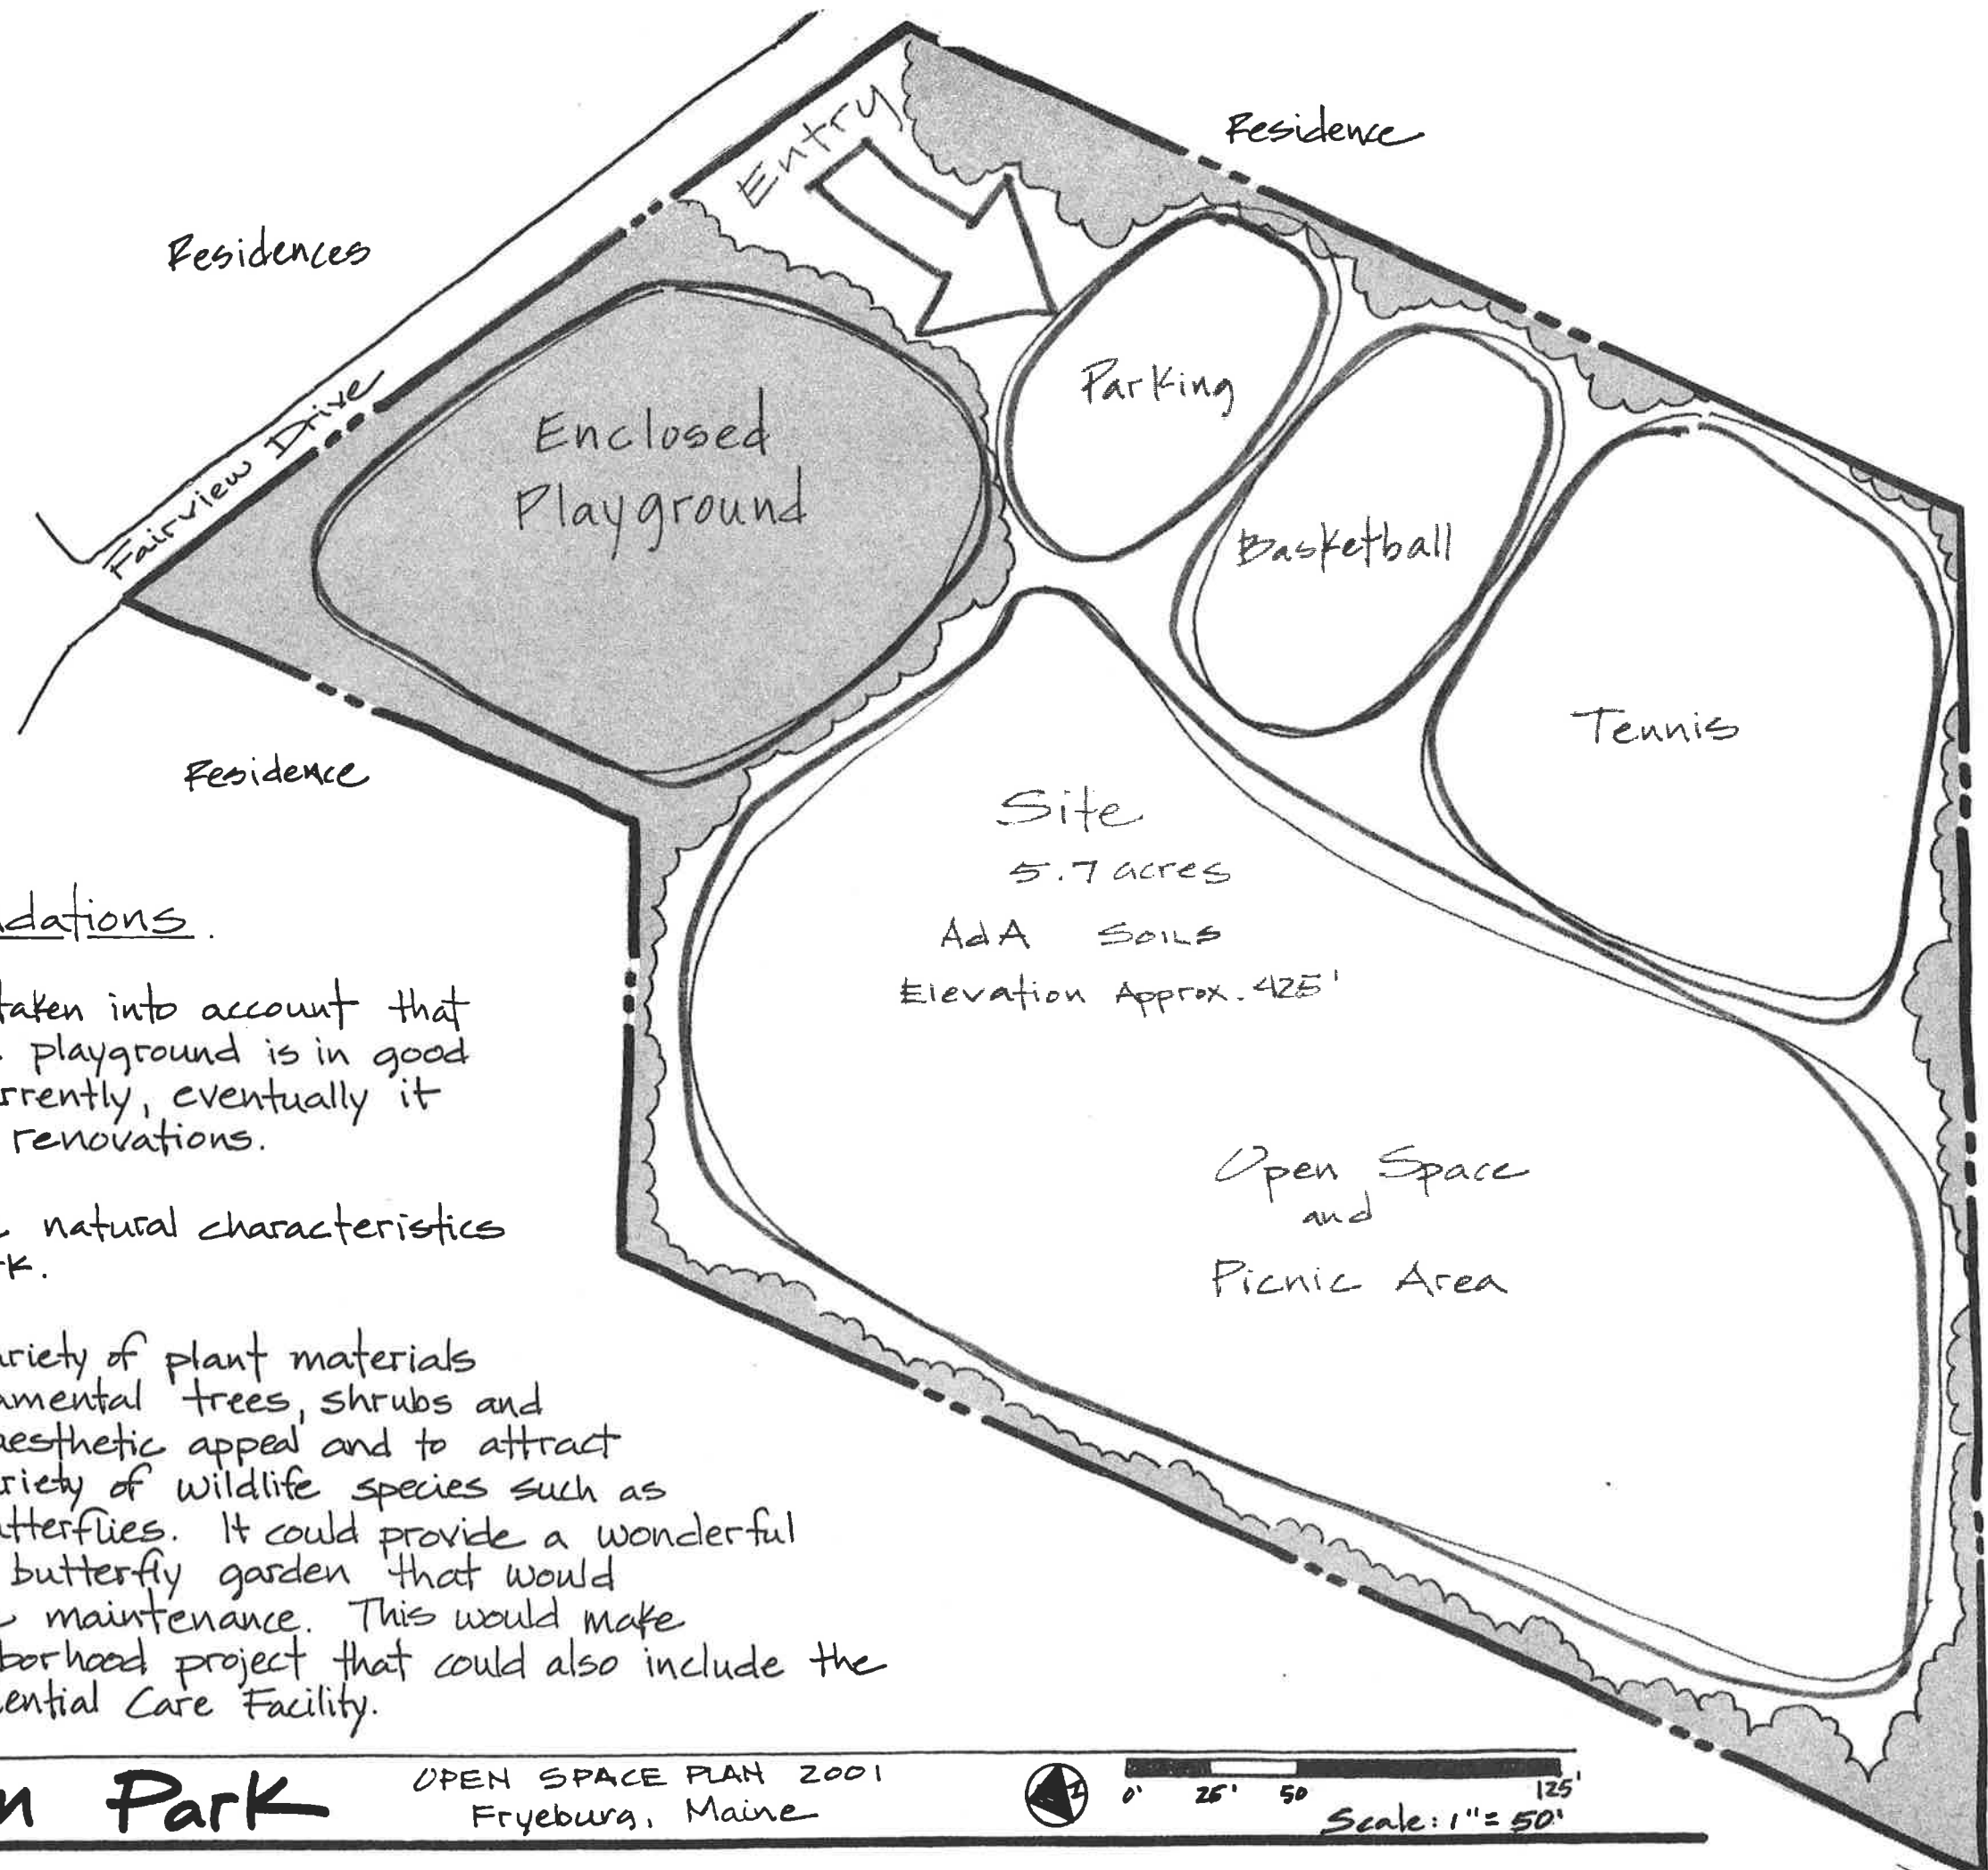 Entry
Residence
Residences
Parking
Enclosed
Playground
Fairview Drive
Basketball
Tennis
Residence
Site
5.7 acres
AdA Soils
Elevation Approx. 425'
dations.
taken into account that
playground is in good
rrently, eventually it
renovations.
natural characteristics
rk.
Open Space
and
Picnic Area
ariety of plant materials
amental trees, shrubs and
aesthetic appeal and to attract
riety of wildlife species such as
utterflies. It could provide a wonderful
butterfly garden that would
maintenance. This would make
borhood project that could also include the
ential Care Facility.
n Park
OPEN SPACE PLAN 2001
Fryeburg, Maine
0' 25' 50 125'
Scale: 1" = 50'